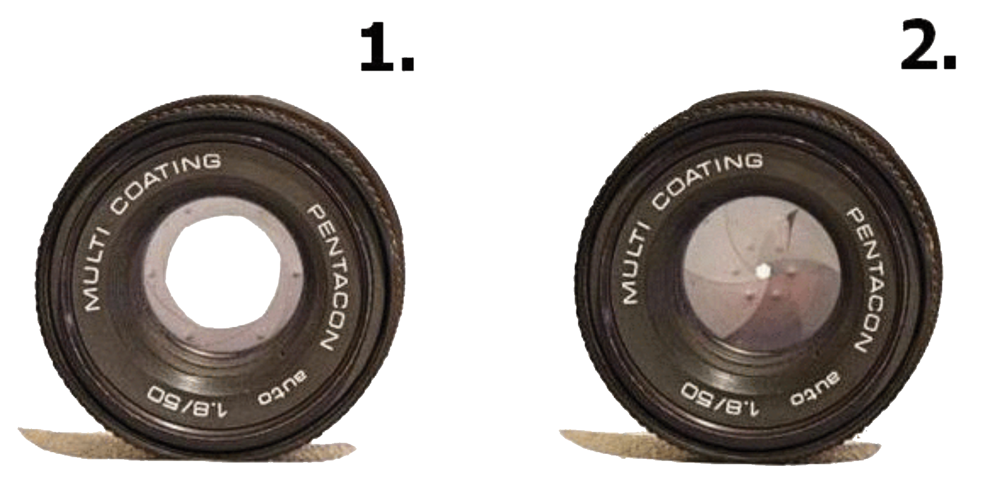 1.
MULTI COATING
PENTACON
auto
1.8/50
2.
MULTI COATING
PENTACON
auto
1.8/50